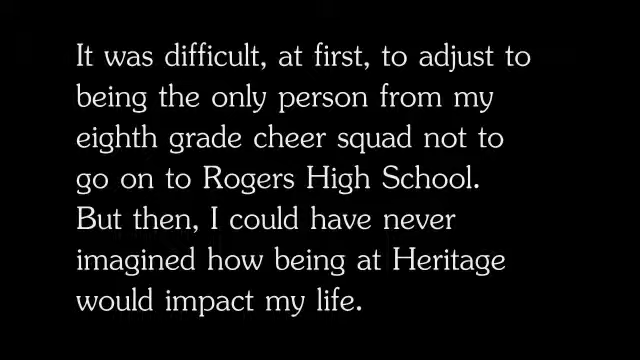 It was difficult, at first, to adjust to
being the only person from my
eighth grade cheer squad not to
go on to Rogers High School.
But then, I could have never
imagined how being at Heritage
would impact my life.